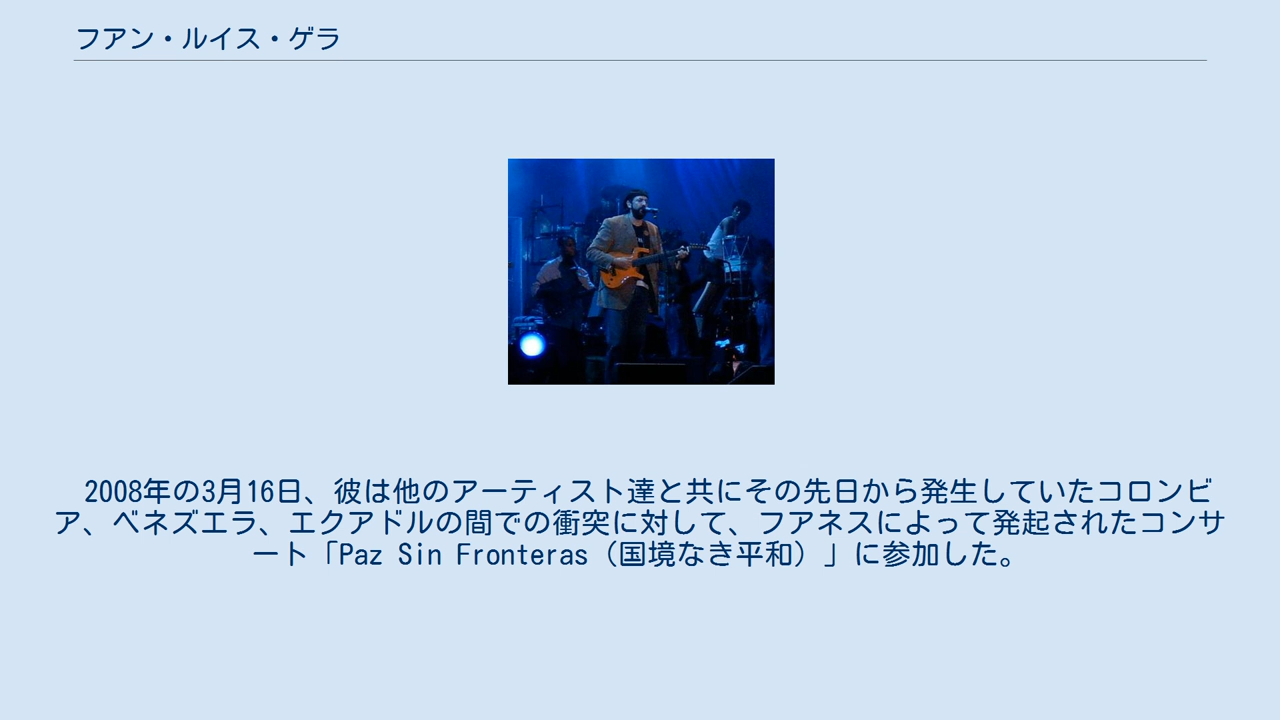 フアン・ルイス・ゲラ
2008年の3月16日、彼は他のアーティスト達と共にその先日から発生していたコロンビ
ア、ベネズエラ、エクアドルの間での衝突に対して、フアネスによって発起されたコンサ
ート「Paz Sin Fronteras（国境なき平和）」に参加した。